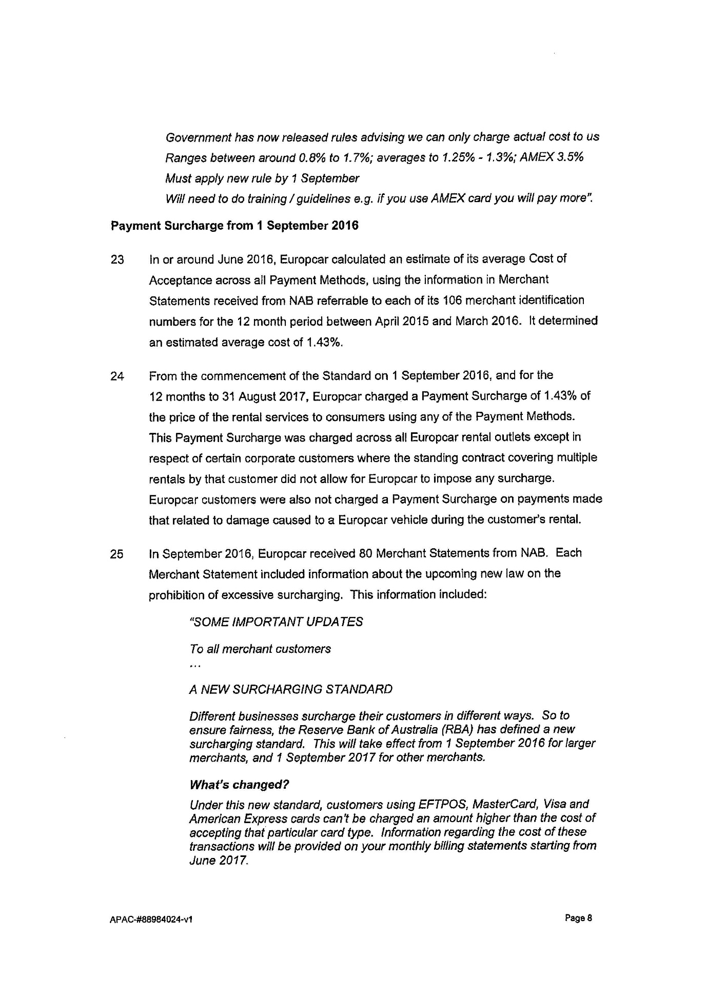 Government has now released rules advising we can only charge actual cost to us
Ranges between around 0.8% to 1.7%; averages to 1.25% - 1.3%; AMEX 3.5%
Must apply new rule by 1 September
Will need to do training / guidelines e.g. if you use AMEX card you will pay more".
Payment Surcharge from 1 September 2016
23 In or around June 2016, Europcar calculated an estimate of its average Cost of
Acceptance across all Payment Methods, using the information in Merchant
Statements received from NAB referrable to each of its 106 merchant identification
numbers for the 12 month period between April 2015 and March 2016. It determined
an estimated average cost of 1.43%.
24 From the commencement of the Standard on 1 September 2016, and for the
12 months to 31 August 2017, Europcar charged a Payment Surcharge of 1.43% of
the price of the rental services to consumers using any of the Payment Methods.
This Payment Surcharge was charged across all Europcar rental outlets except in
respect of certain corporate customers where the standing contract covering multiple
rentals by that customer did not allow for Europcar to impose any surcharge.
Europcar customers were also not charged a Payment Surcharge on payments made
that related to damage caused to a Europcar vehicle during the customer's rental.
25 In September 2016, Europcar received 80 Merchant Statements from NAB. Each
Merchant Statement included information about the upcoming new law on the
prohibition of excessive surcharging. This information included:
"SOME IMPORTANT UPDATES
To all merchant customers
...
A NEW SURCHARGING STANDARD
Different businesses surcharge their customers in different ways. So to
ensure fairness, the Reserve Bank of Australia (RBA) has defined a new
surcharging standard. This will take effect from 1 September 2016 for larger
merchants, and 1 September 2017 for other merchants.
What's changed?
Under this new standard, customers using EFTPOS, MasterCard, Visa and
American Express cards can't be charged an amount higher than the cost of
accepting that particular card type. Information regarding the cost of these
transactions will be provided on your monthly billing statements starting from
June 2017.
APAC-#88984024-v1 Page 8